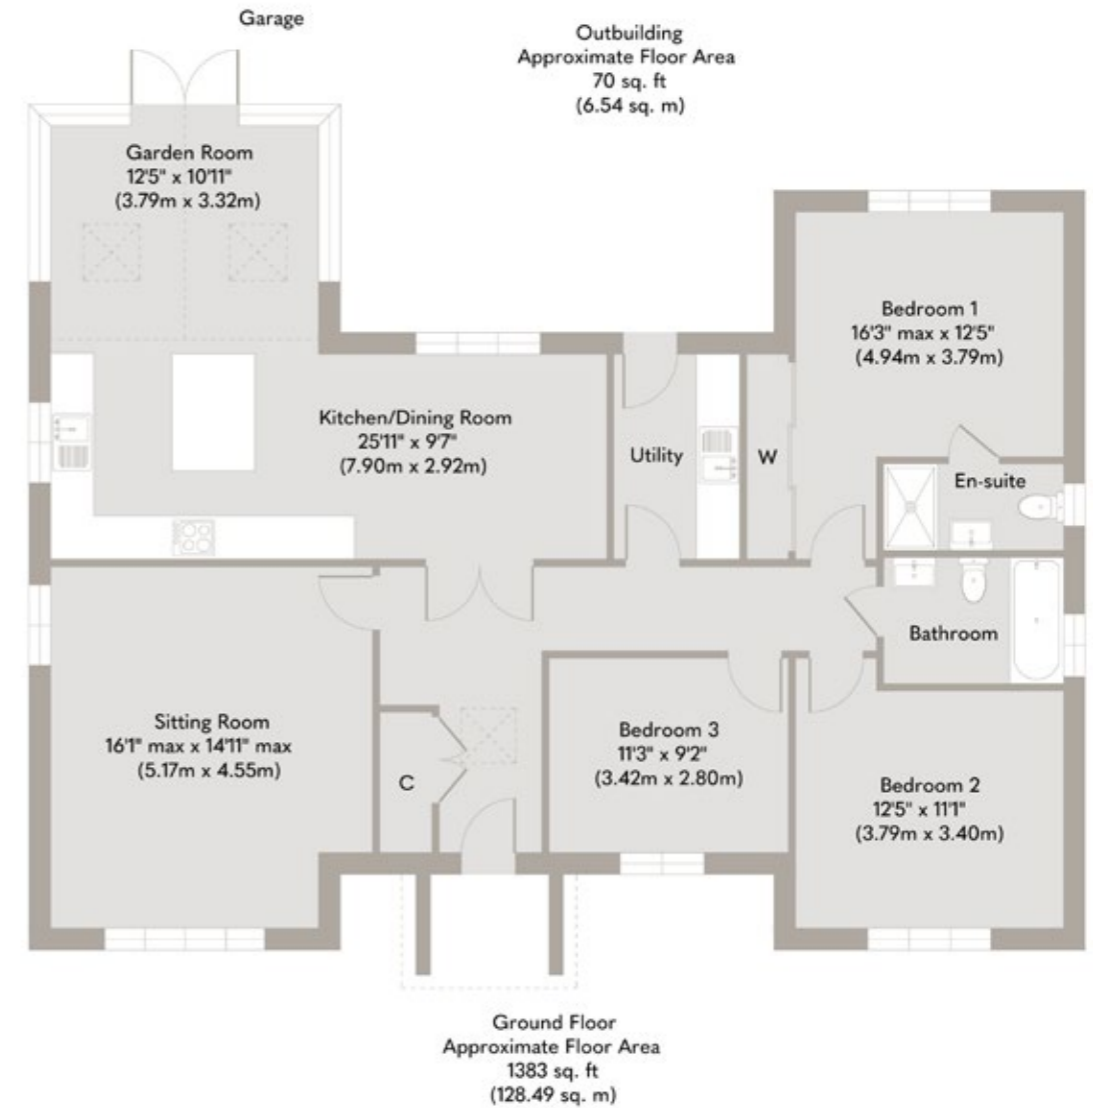 Garage
Outbuilding
Approximate Floor Area
70 sq. ft
(6.54 sq. m)
Garden Room
12'5" x 10'11"
(3.79m x 3.32m)
Bedroom 1
16'3" max x 12'5"
(4.94m x 3.79m)
Kitchen/Dining Room
25'11" x 9'7"
(7.90m x 2.92m)
Utility
W
En-suite
Bathroom
Sitting Room
16'1" max x 14'11" max
(5.17m x 4.55m)
C
Bedroom 3
11'3" x 9'2"
(3.42m x 2.80m)
Bedroom 2
12'5" x 11'1"
(3.79m x 3.40m)
Ground Floor
Approximate Floor Area
1383 sq. ft
(128.49 sq. m)